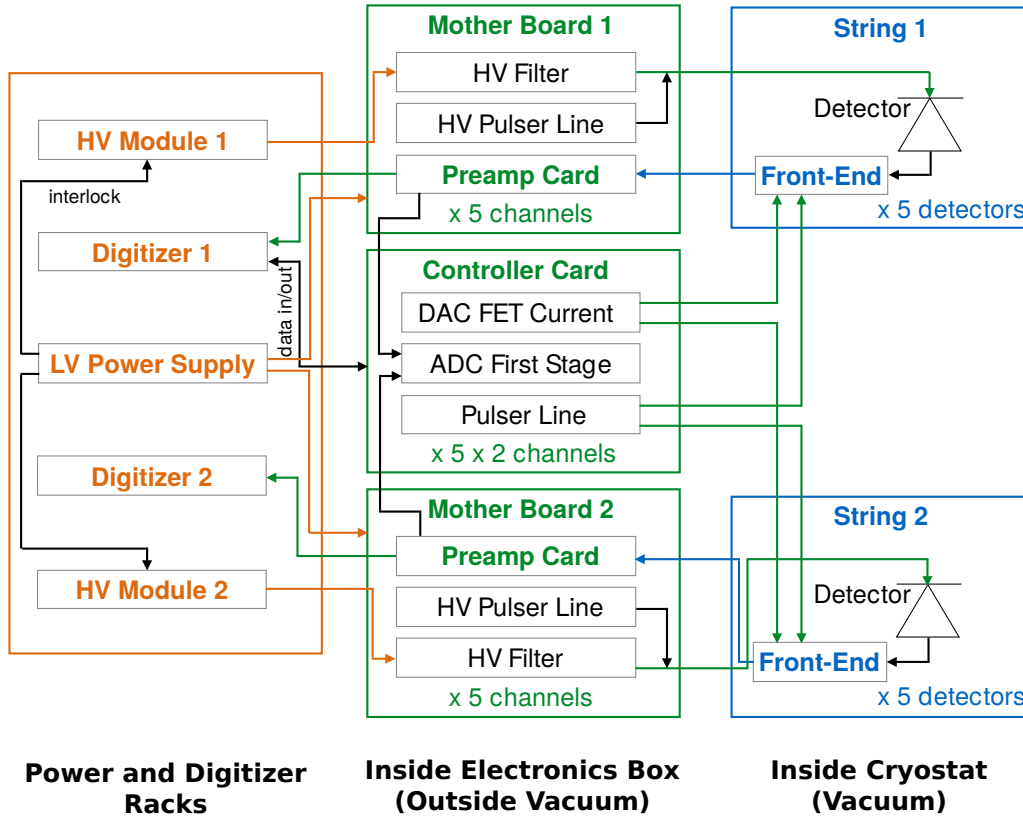 HV Module 1
interlock
Digitizer 1
data in/out
LV Power Supply
Digitizer 2
HV Module 2
Mother Board 1
HV Filter
HV Pulser Line
Preamp Card
x 5 channels
Controller Card
DAC FET Current
ADC First Stage
Pulser Line
x 5 x 2 channels
Mother Board 2
Preamp Card
HV Pulser Line
HV Filter
x 5 channels
String 1
Detector
Front-End
x 5 detectors
String 2
Detector
Front-End
x 5 detectors
Power and Digitizer
Racks
Inside Electronics Box
(Outside Vacuum)
Inside Cryostat
(Vacuum)